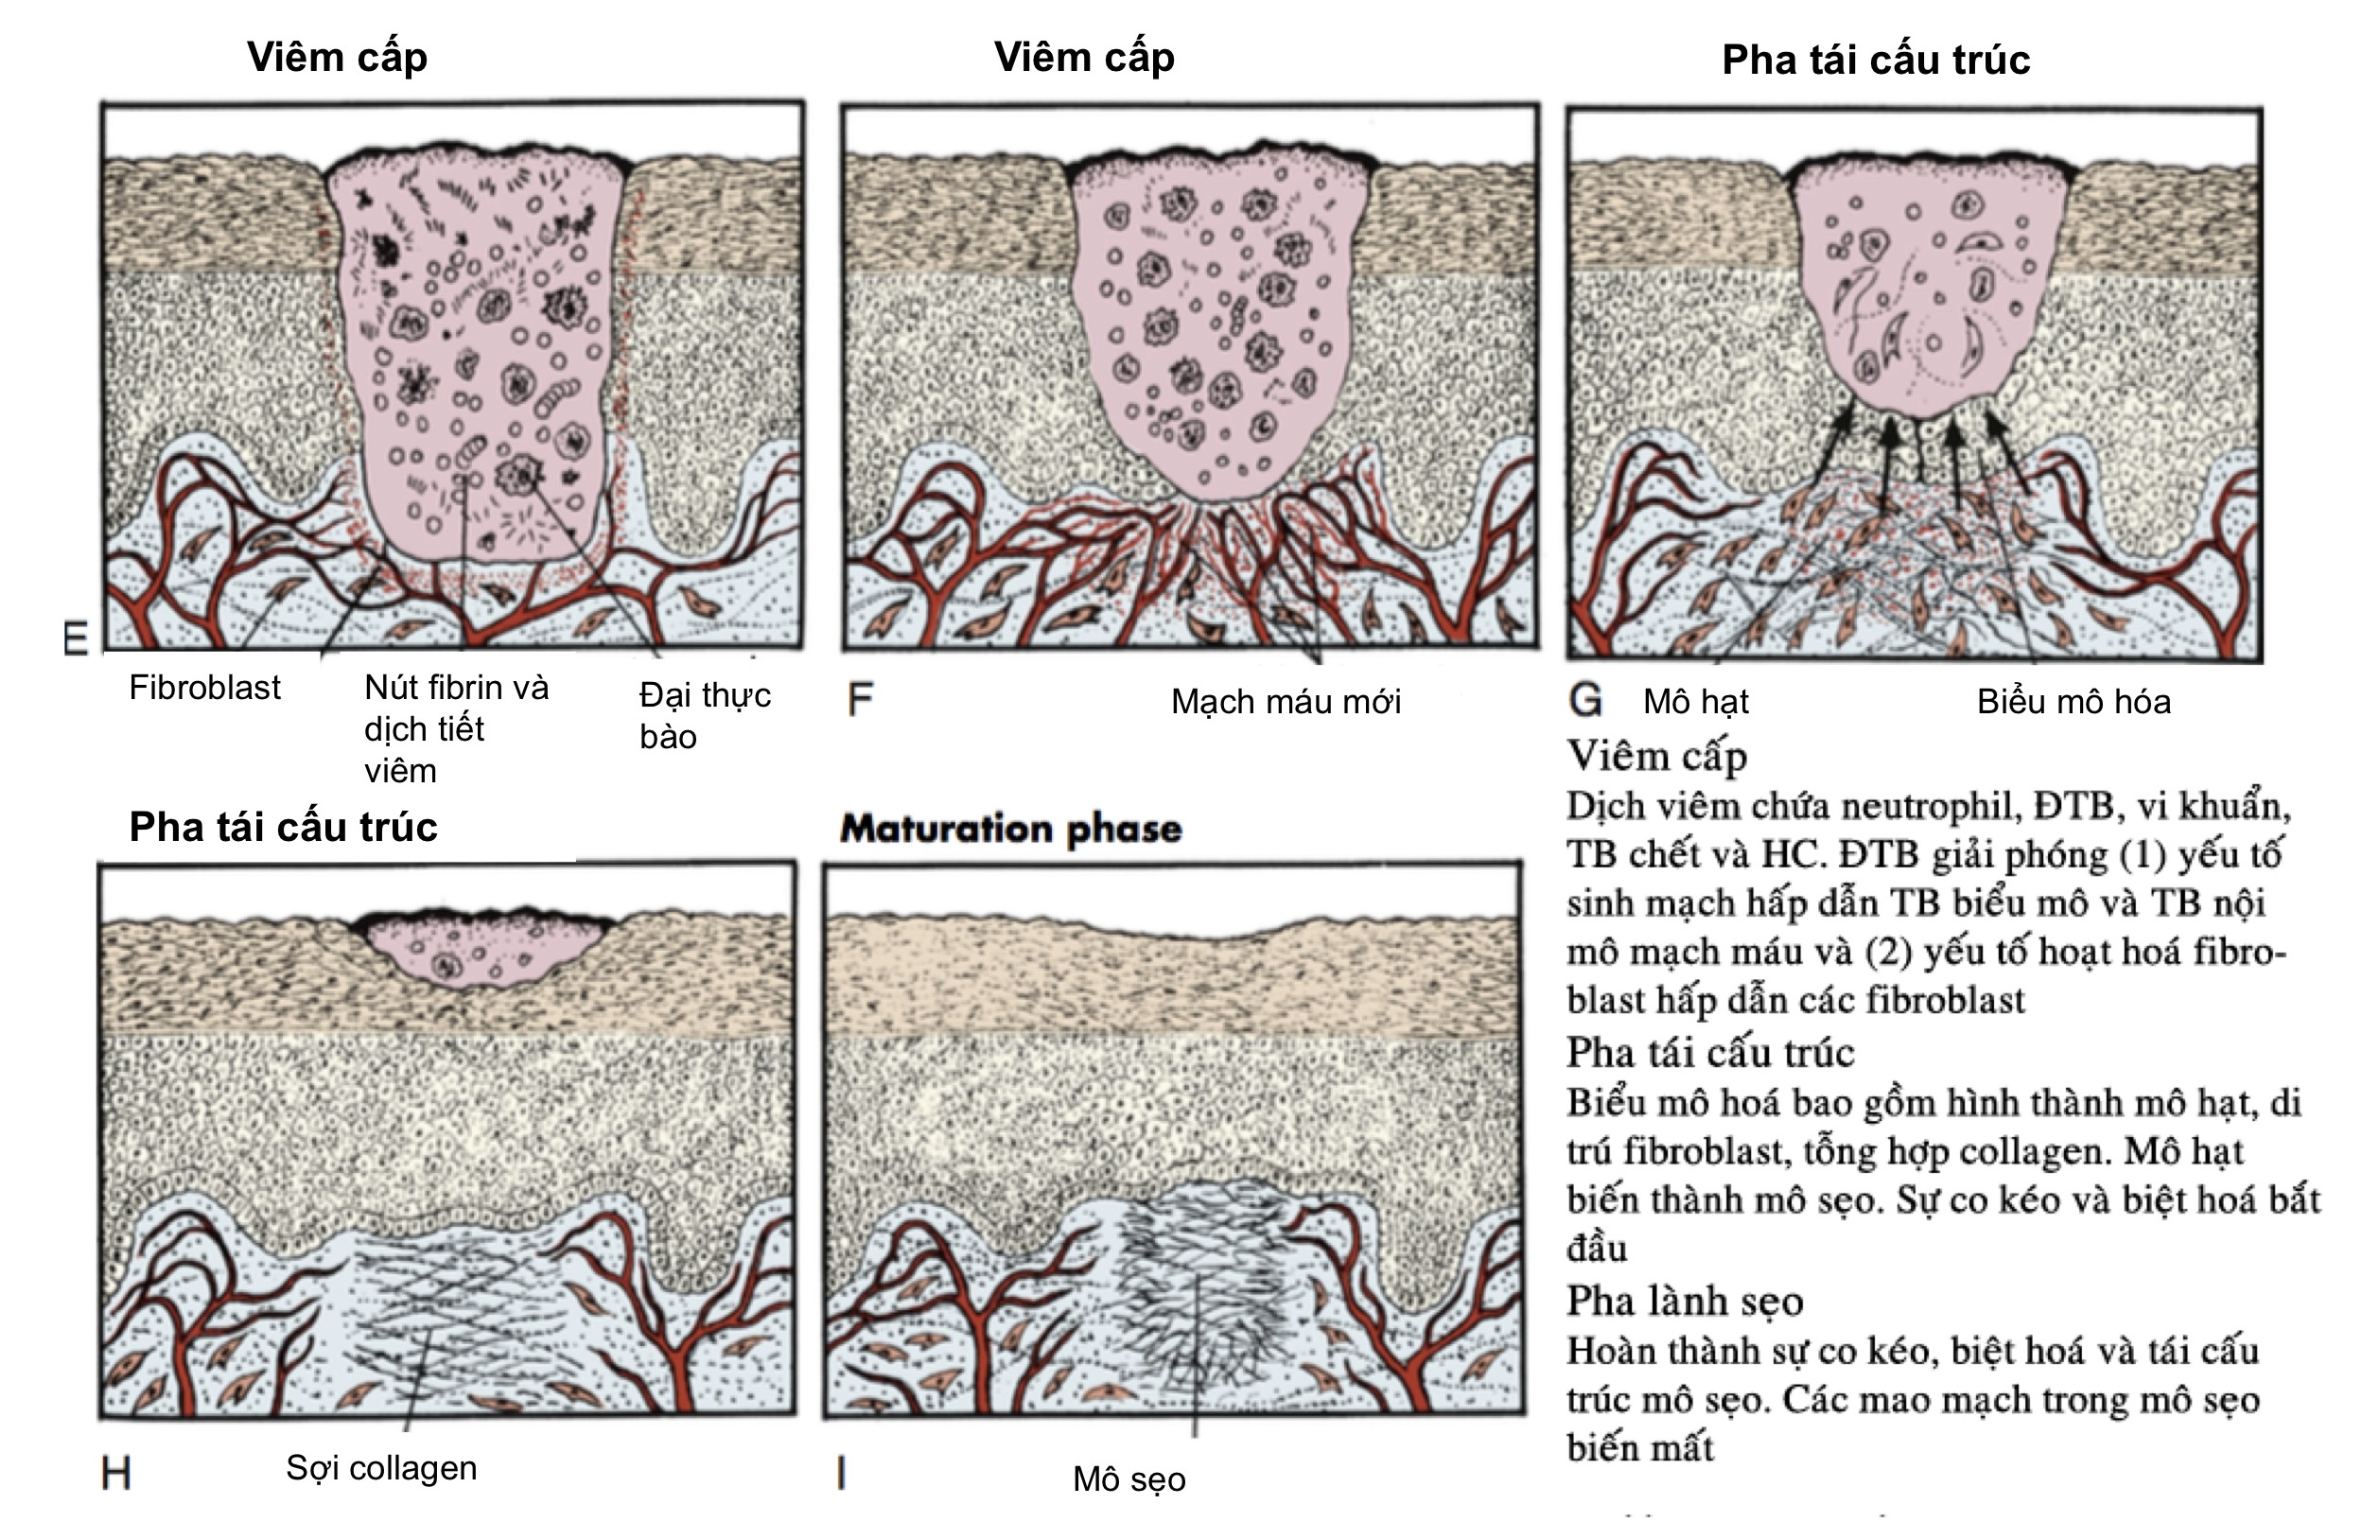 Viêm cấp
Viêm cấp
Pha tái cấu trúc
E
Fibroblast
Nút fibrin và
dịch tiết
viêm
Đại thực
bào
F
Mạch máu mới
G
Mô hạt
Biểu mô hóa
Viêm cấp
Dịch viêm chứa neutrophil, ĐTB, vi khuẩn,
TB chết và HC. ĐTB giải phóng (1) yếu tố
sinh mạch hấp dẫn TB biểu mô và TB nội
mô mạch máu và (2) yếu tố hoạt hoá fibro-
blast hấp dẫn các fibroblast
Pha tái cấu trúc
Biểu mô hoá bao gồm hình thành mô hạt, di
trú fibroblast, tỗng hợp collagen. Mô hạt
biến thành mô sẹo. Sự co kéo và biệt hoá bắt
đầu
Pha lành sẹo
Hoàn thành sự co kéo, biệt hoá và tái cấu
trúc mô sẹo. Các mao mạch trong mô sẹo
biến mất
Pha tái cấu trúc
Maturation phase
H
Sợi collagen
I
Mô sẹo